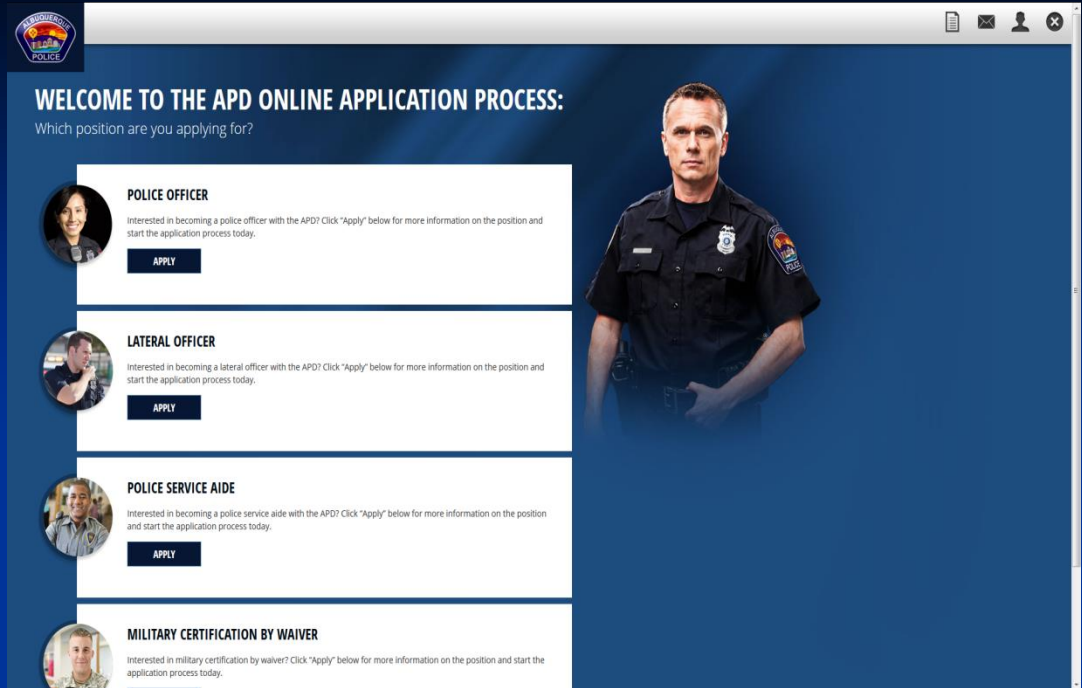 ALBUQUERQUE
POLICE
WELCOME TO THE APD ONLINE APPLICATION PROCESS:
Which position are you applying for?
POLICE OFFICER
Interested in becoming a police officer with the APD? Click "Apply" below for more information on the position and
start the application process today.
APPLY
LATERAL OFFICER
Interested in becoming a lateral officer with the APD? Click "Apply" below for more information on the position and
start the application process today.
APPLY
POLICE SERVICE AIDE
Interested in becoming a police service aide with the APD? Click "Apply" below for more information on the position
and start the application process today.
APPLY
MILITARY CERTIFICATION BY WAIVER
Interested in military certification by waiver? Click "Apply" below for more information on the position and start the
application process today.
POLICE